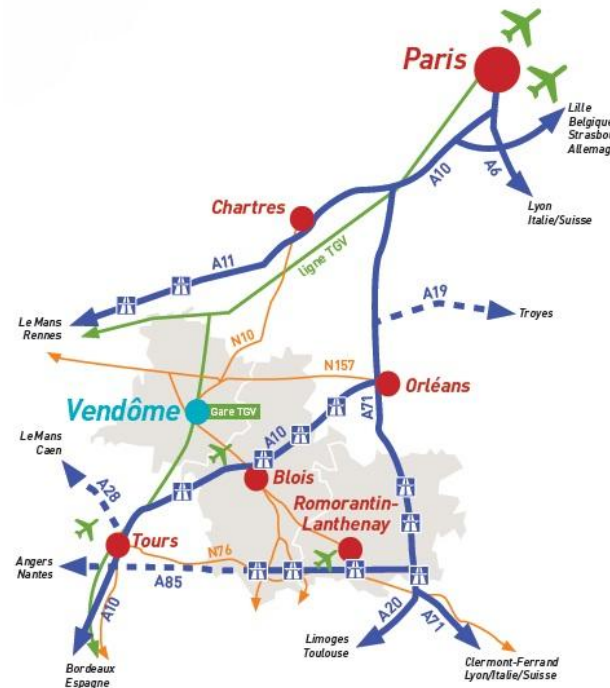 Paris
Lille
Belgique
Strasbou
Allemag
A10
A6
Lyon
Italie/Suisse
Chartres
ligne TGV
A11
A19
Troyes
Le Mans
Rennes
N10
N157
Orléans
Vendôme
Gare TGV
A71
A10
Le Mans
Caen
Blois
A28
Romorantin-
Lanthenay
Tours
N76
Angers
Nantes
A85
A10
A20
A71
Limoges
Toulouse
Bordeaux
Espagne
Clermont-Ferrand
Lyon/Italie/Suisse